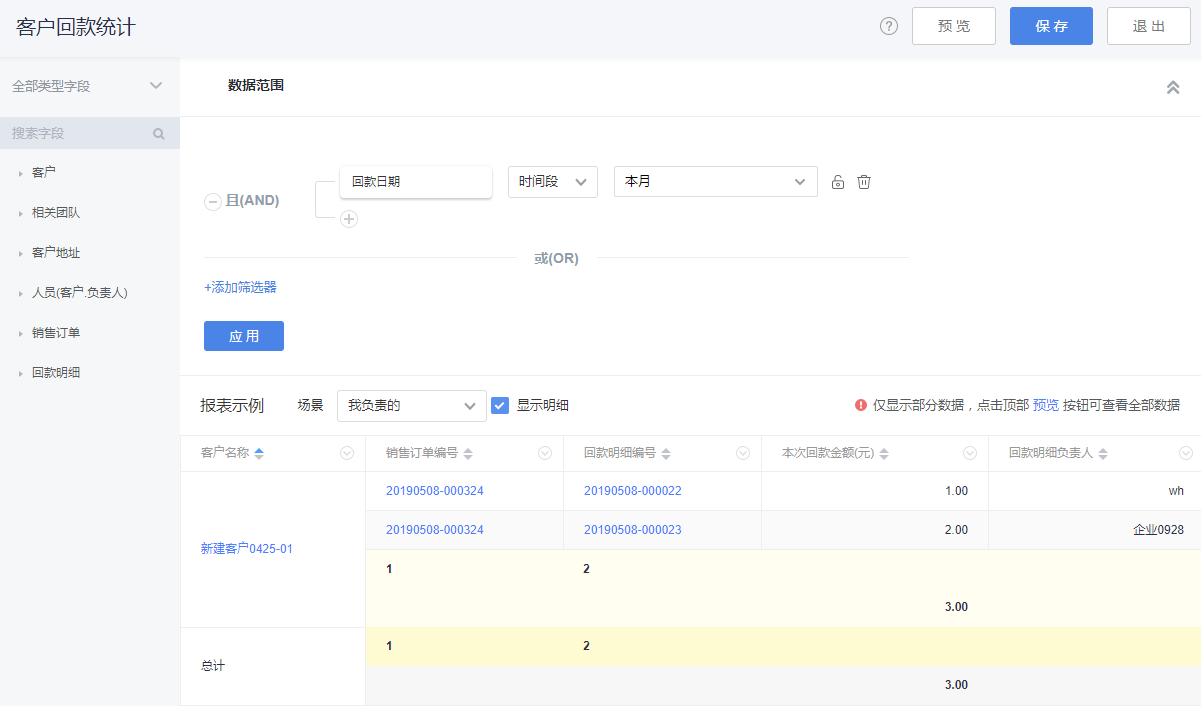 客户回款统计
? 预 览 保 存 退 出
全部类型字段
搜索字段
客户
相关团队
客户地址
人员(客户.负责人)
销售订单
回款明细
数据范围
且(AND) 回款日期 时间段 本月
或(OR)
+添加筛选器
应 用
报表示例 场景 我负责的 显示明细 仅显示部分数据，点击顶部 预览 按钮可查看全部数据
客户名称 销售订单编号 回款明细编号 本次回款金额(元) 回款明细负责人
20190508-000324 20190508-000022 1.00 wh
20190508-000324 20190508-000023 2.00 企业0928
新建客户0425-01
1 2
3.00
1 2
总计
3.00